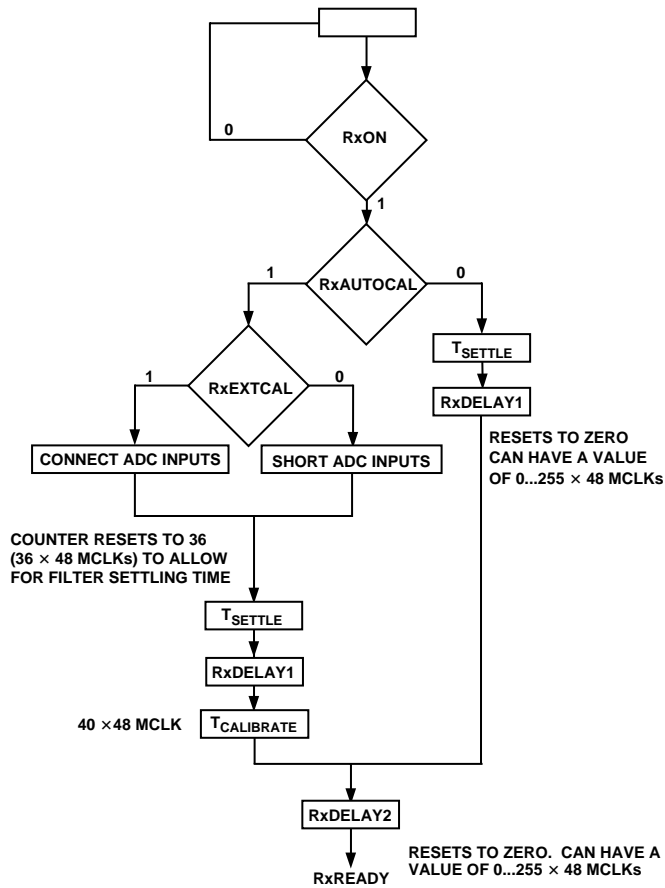 0
RxON
1
RxAUTOCAL
1
0
RxEXTCAL
1
0
T_SETTLE
RxDELAY1
CONNECT ADC INPUTS
SHORT ADC INPUTS
RESETS TO ZERO
CAN HAVE A VALUE
OF 0...255 × 48 MCLKs
COUNTER RESETS TO 36
(36 × 48 MCLKs) TO ALLOW
FOR FILTER SETTLING TIME
T_SETTLE
RxDELAY1
40 ×48 MCLK
T_CALIBRATE
RxDELAY2
RxREADY
RESETS TO ZERO. CAN HAVE A
VALUE OF 0...255 × 48 MCLKs